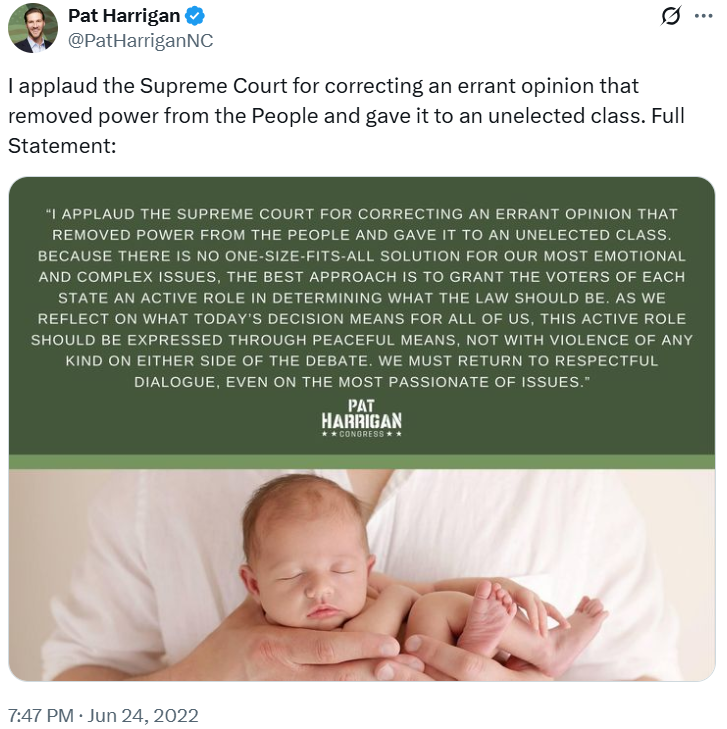 Pat Harrigan
@PatHarriganNC
I applaud the Supreme Court for correcting an errant opinion that
removed power from the People and gave it to an unelected class. Full
Statement:
“I APPLAUD THE SUPREME COURT FOR CORRECTING AN ERRANT OPINION THAT
REMOVED POWER FROM THE PEOPLE AND GAVE IT TO AN UNELECTED CLASS.
BECAUSE THERE IS NO ONE-SIZE-FITS-ALL SOLUTION FOR OUR MOST EMOTIONAL
AND COMPLEX ISSUES, THE BEST APPROACH IS TO GRANT THE VOTERS OF EACH
STATE AN ACTIVE ROLE IN DETERMINING WHAT THE LAW SHOULD BE. AS WE
REFLECT ON WHAT TODAY'S DECISION MEANS FOR ALL OF US, THIS ACTIVE ROLE
SHOULD BE EXPRESSED THROUGH PEACEFUL MEANS, NOT WITH VIOLENCE OF ANY
KIND ON EITHER SIDE OF THE DEBATE. WE MUST RETURN TO RESPECTFUL
DIALOGUE, EVEN ON THE MOST PASSIONATE OF ISSUES.”
PAT
HARRIGAN
★ ★ CONGRESS ★ ★
7:47 PM · Jun 24, 2022